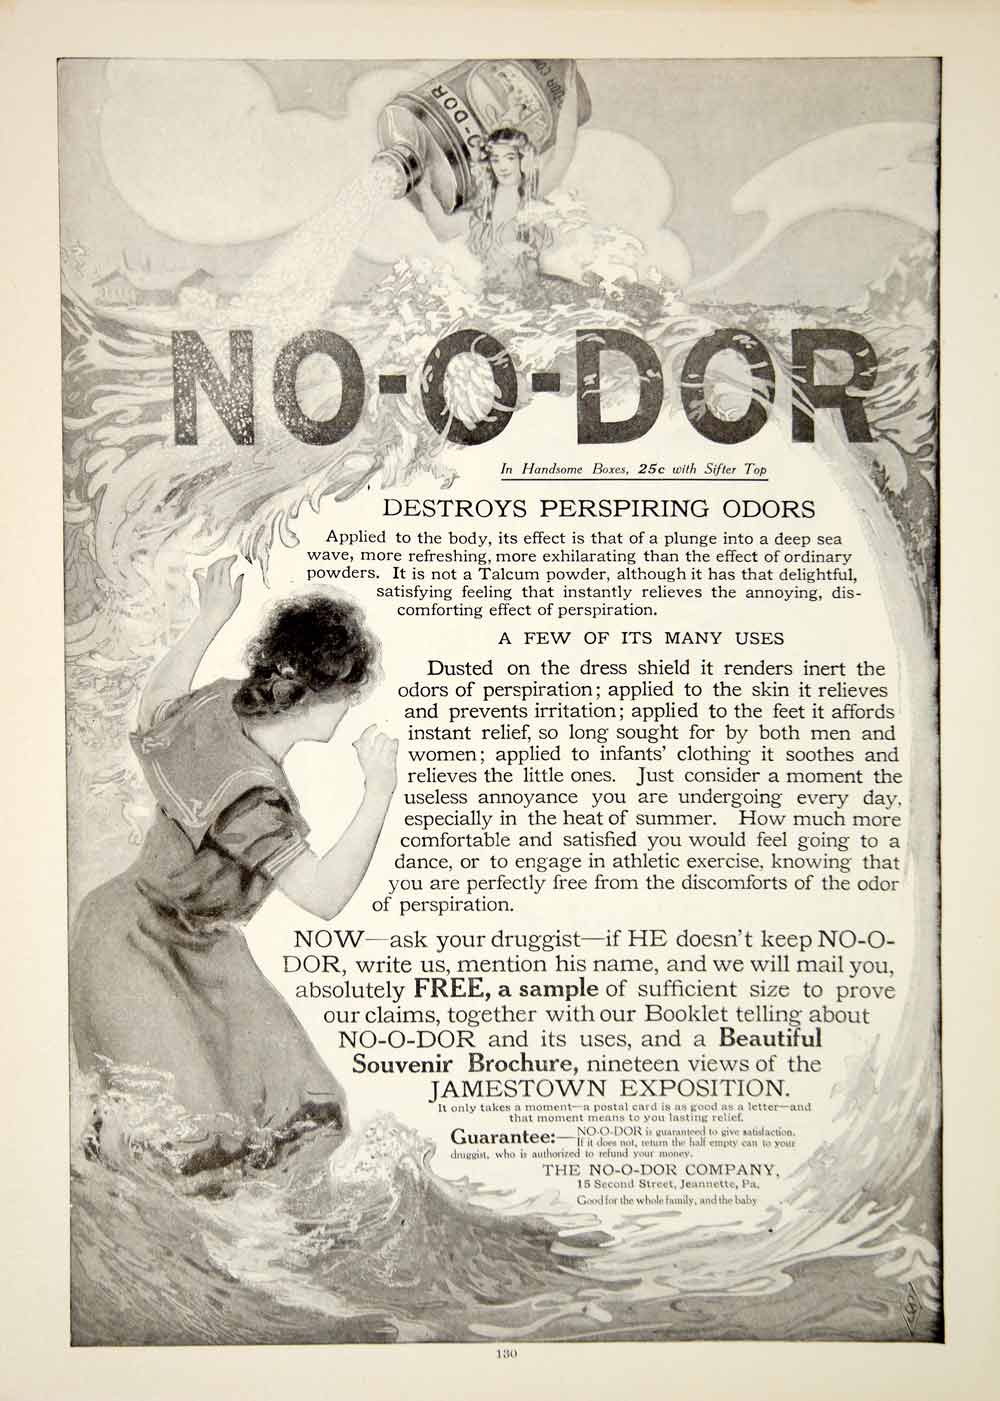 O-DOR
DOR CO
NO-O-DOR
In Handsome Boxes, 25c with Sifter Top
DESTROYS PERSPIRING ODORS
Applied to the body, its effect is that of a plunge into a deep sea
wave, more refreshing, more exhilarating than the effect of ordinary
powders. It is not a Talcum powder, although it has that delightful,
satisfying feeling that instantly relieves the annoying, dis-
comforting effect of perspiration.
A FEW OF ITS MANY USES
Dusted on the dress shield it renders inert the
odors of perspiration; applied to the skin it relieves
and prevents irritation; applied to the feet it affords
instant relief, so long sought for by both men and
women; applied to infants' clothing it soothes and
relieves the little ones. Just consider a moment the
useless annoyance you are undergoing every day,
especially in the heat of summer. How much more
comfortable and satisfied you would feel going to a
dance, or to engage in athletic exercise, knowing that
you are perfectly free from the discomforts of the odor
of perspiration.
NOW—ask your druggist—if HE doesn't keep NO-O-
DOR, write us, mention his name, and we will mail you,
absolutely FREE, a sample of sufficient size to prove
our claims, together with our Booklet telling about
NO-O-DOR and its uses, and a Beautiful
Souvenir Brochure, nineteen views of the
JAMESTOWN EXPOSITION.
It only takes a moment—a postal card is as good as a letter—and
that moment means to you lasting relief.
Guarantee:—NO-O-DOR is guaranteed to give satisfaction.
If it does not, return the half empty can to your
druggist, who is authorized to refund your money.
THE NO-O-DOR COMPANY,
15 Second Street, Jeannette, Pa.
Good for the whole family, and the baby
130